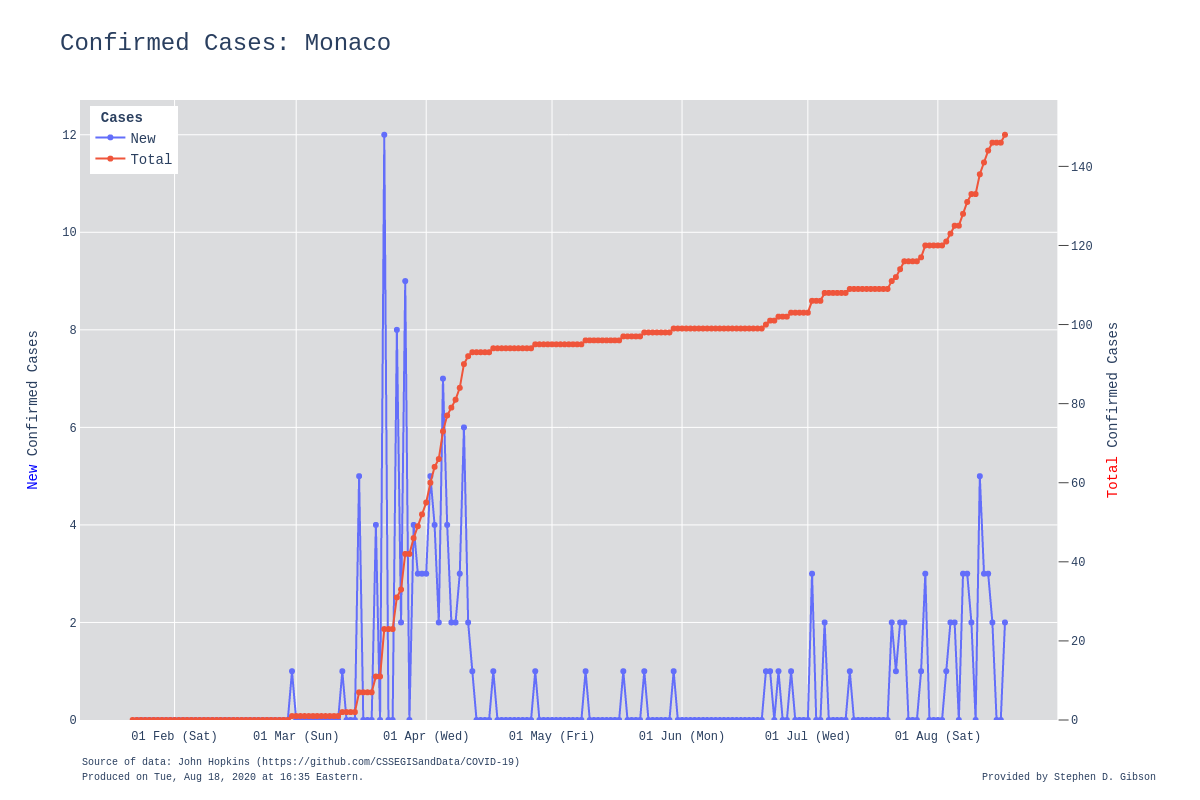 Confirmed Cases: Monaco
Cases
New
Total
12
10
8
6
4
2
0
140
120
100
80
60
40
20
0
New Confirmed Cases
Total Confirmed Cases
01 Feb (Sat)
01 Mar (Sun)
01 Apr (Wed)
01 May (Fri)
01 Jun (Mon)
01 Jul (Wed)
01 Aug (Sat)
Source of data: John Hopkins (https://github.com/CSSEGISandData/COVID-19)
Produced on Tue, Aug 18, 2020 at 16:35 Eastern.
Provided by Stephen D. Gibson